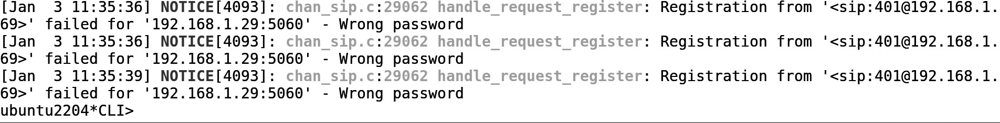 [Jan  3 11:35:36] NOTICE[4093]: chan_sip.c:29062 handle_request_register: Registration from '<sip:401@192.168.1.
69>' failed for '192.168.1.29:5060' - Wrong password
[Jan  3 11:35:36] NOTICE[4093]: chan_sip.c:29062 handle_request_register: Registration from '<sip:401@192.168.1.
69>' failed for '192.168.1.29:5060' - Wrong password
[Jan  3 11:35:39] NOTICE[4093]: chan_sip.c:29062 handle_request_register: Registration from '<sip:401@192.168.1.
69>' failed for '192.168.1.29:5060' - Wrong password
ubuntu2204*CLI>